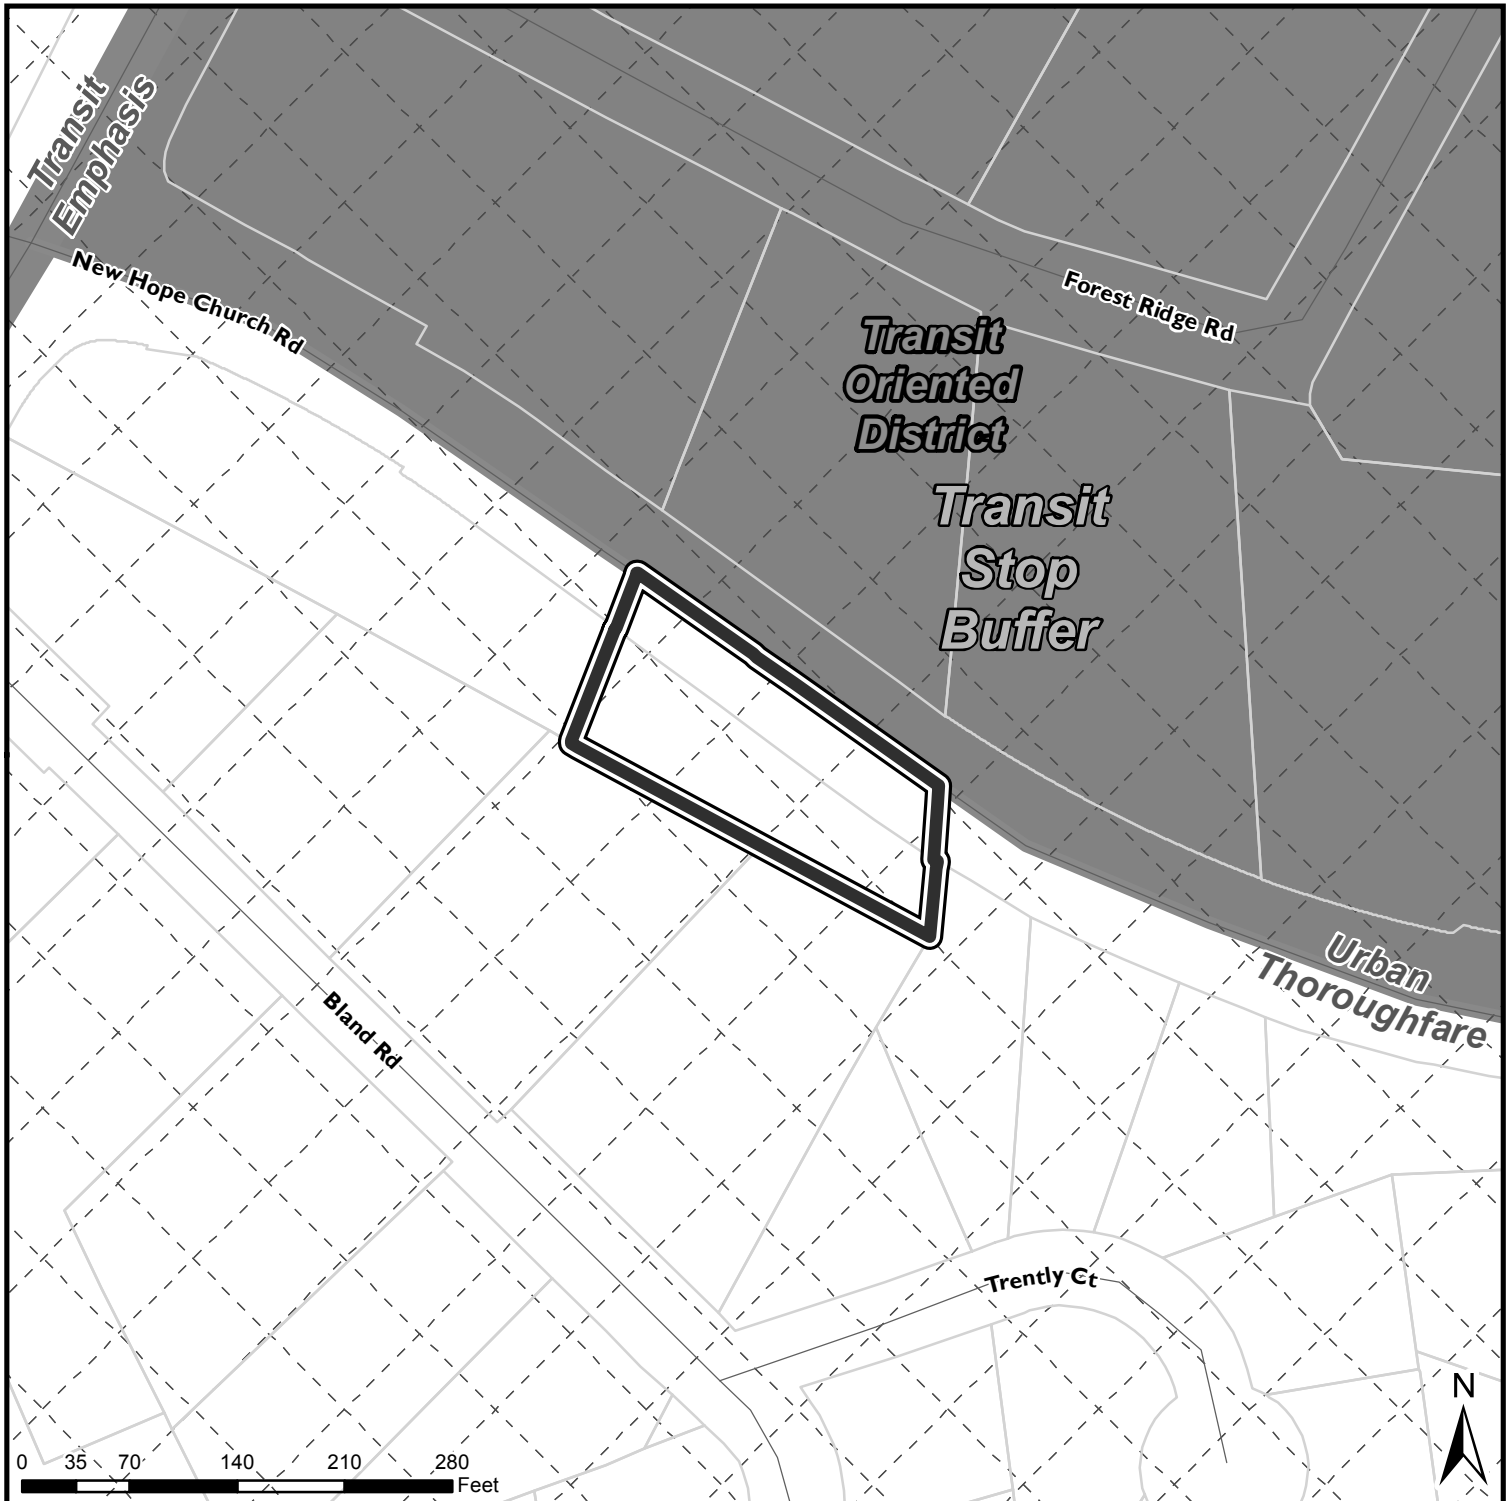 Transit
Emphasis
New Hope Church Rd
Forest Ridge Rd
Transit
Oriented
District
Transit
Stop
Buffer
Urban
Thoroughfare
Bland Rd
Trently Ct
N
0 35 70 140 210 280
Feet